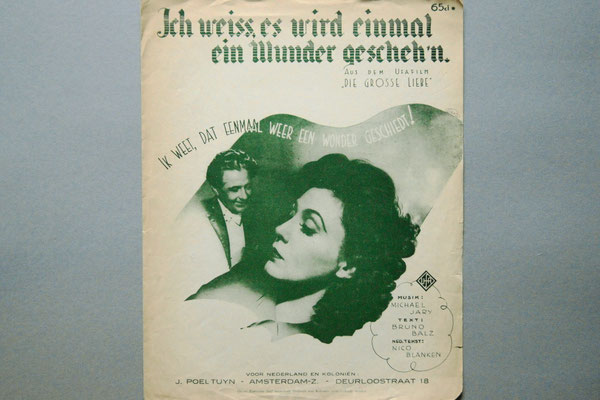 65ct
Ich weiss, es wird einmal
ein Wunder gescheh'n.
AUS DEM UFAFILM
„DIE GROSSE LIEBE"
IK WEET, DAT EENMAAL WEER EEN WONDER GESCHIEDT!
UFA
MUSIK:
MICHAEL
JARY
TEXT:
BRUNO
BALZ
NED. TEKST:
NICO
BLANKEN
VOOR NEDERLAND EN KOLONIËN
J. POELTUYN - AMSTERDAM-Z. - DEURLOOSTRAAT 18